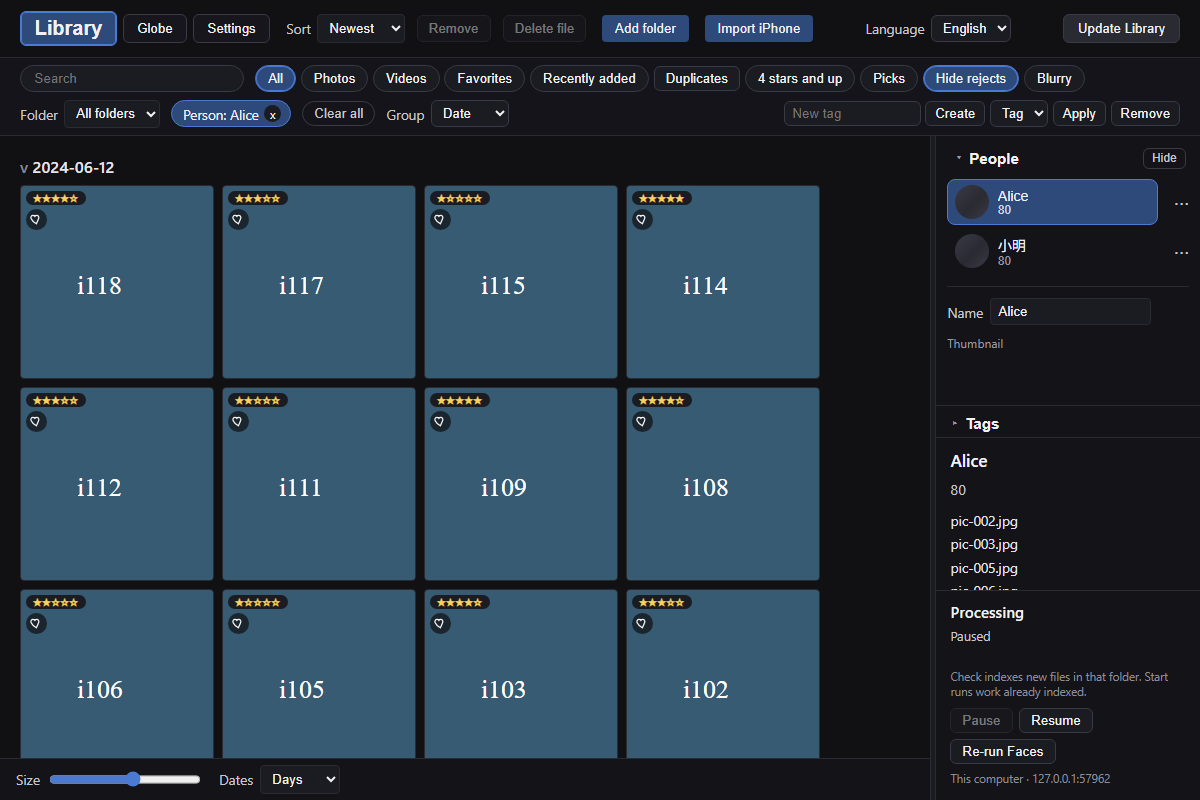 Library Globe Settings Sort Newest Remove Delete file Add folder Import iPhone Language English Update Library
Search All Photos Videos Favorites Recently added Duplicates 4 stars and up Picks Hide rejects Blurry
Folder All folders Person: Alice x Clear all Group Date New tag Create Tag Apply Remove
v 2024-06-12
★★★★☆ ★★★☆☆ ★☆☆☆☆ ★★★★★
i118 i117 i115 i114
★★★☆☆ ★★☆☆☆ ★★★★★ ★★★★☆
i112 i111 i109 i108
★★☆☆☆ ★☆☆☆☆ ★★★★☆ ★★★★☆
i106 i105 i103 i102
Size Dates Days
People Hide
Alice
80
...
小明
80
...
Name Alice
Thumbnail
Tags
Alice
80
pic-002.jpg
pic-003.jpg
pic-005.jpg
Processing
Paused
Check indexes new files in that folder. Start
runs work already indexed.
Pause Resume
Re-run Faces
This computer · 127.0.0.1:57962